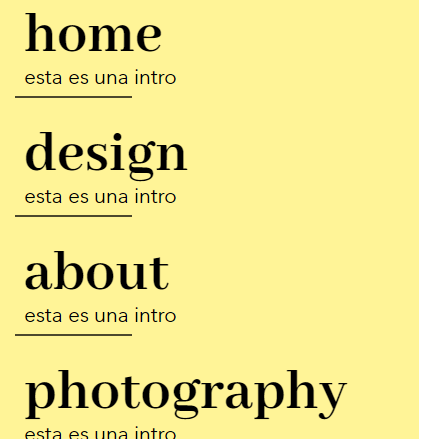 home
esta es una intro
design
esta es una intro
about
esta es una intro
photography
esta es una intro